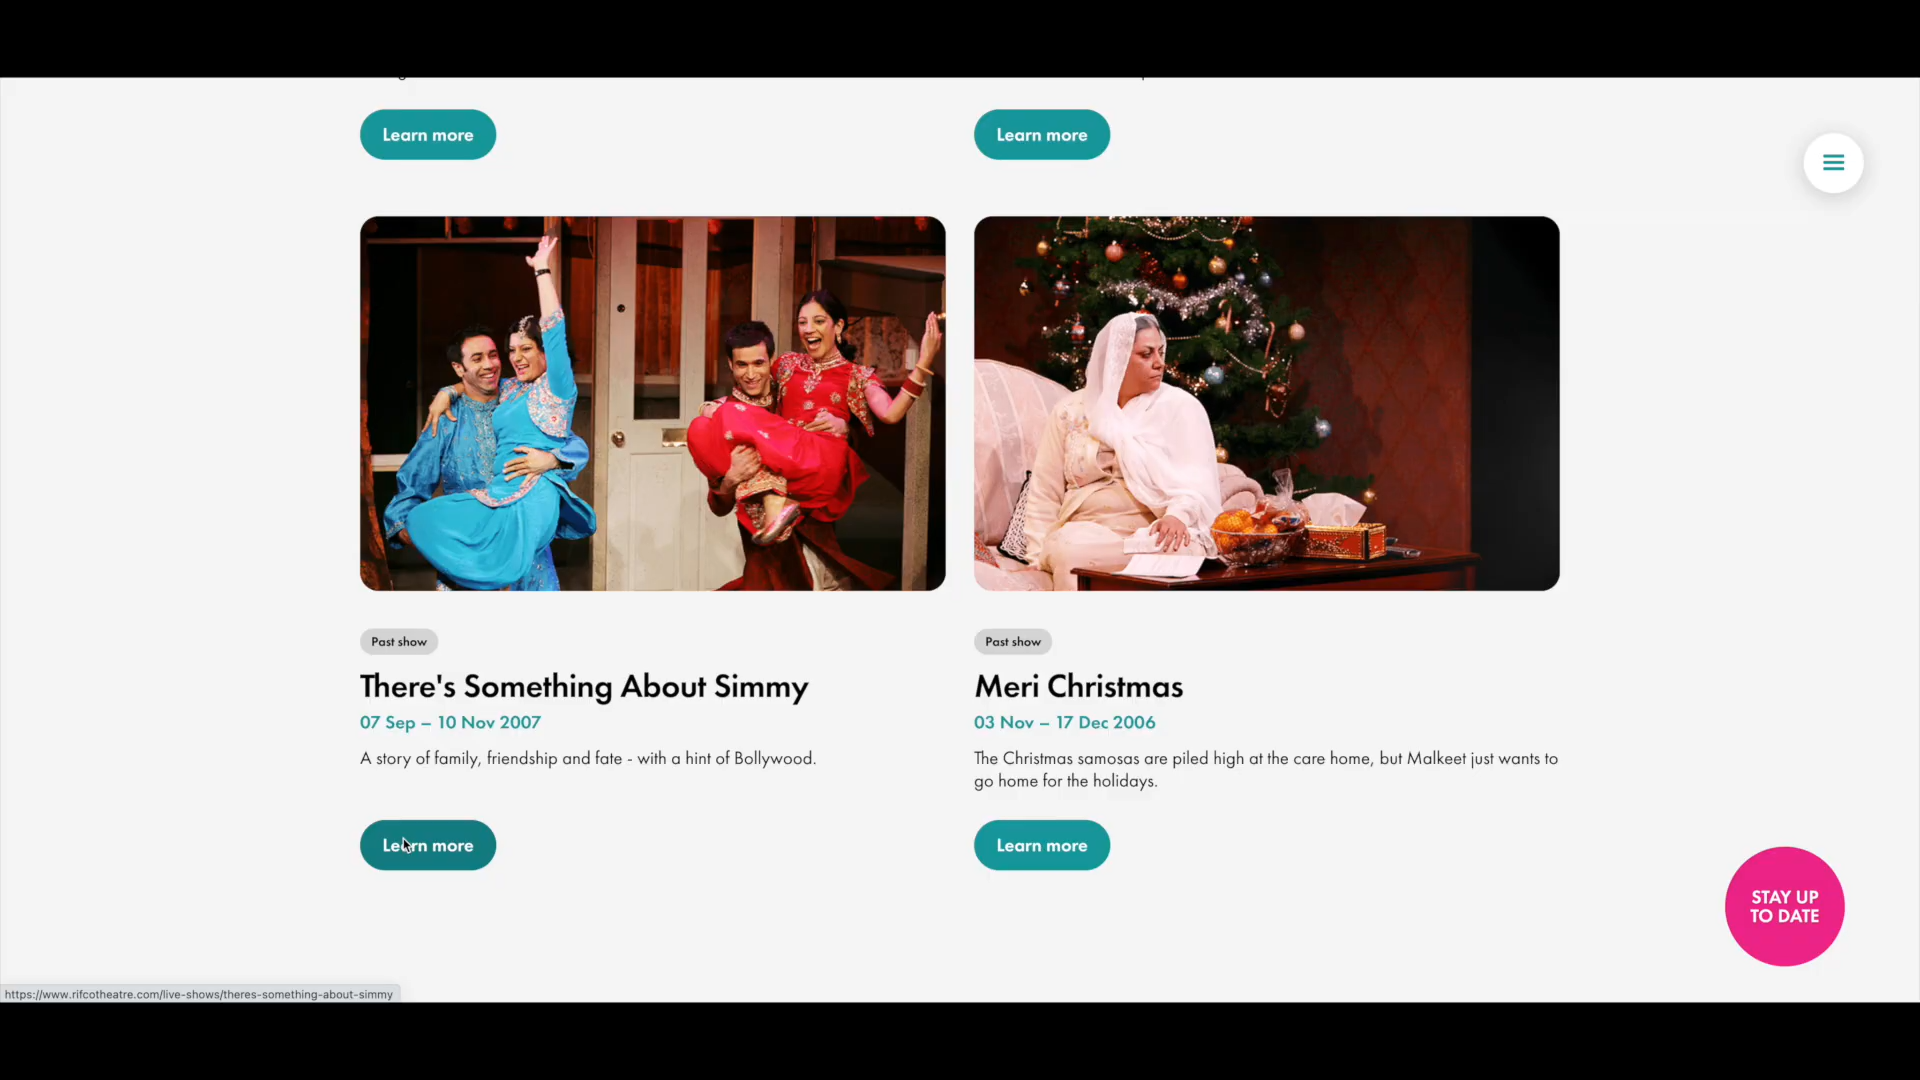 Learn more
Learn more
Past show
There's Something About Simmy
07 Sep – 10 Nov 2007
A story of family, friendship and fate - with a hint of Bollywood.
Learn more
Past show
Meri Christmas
03 Nov – 17 Dec 2006
The Christmas samosas are piled high at the care home, but Malkeet just wants to
go home for the holidays.
Learn more
STAY UP
TO DATE
https://www.rifcotheatre.com/live-shows/theres-something-about-simmy